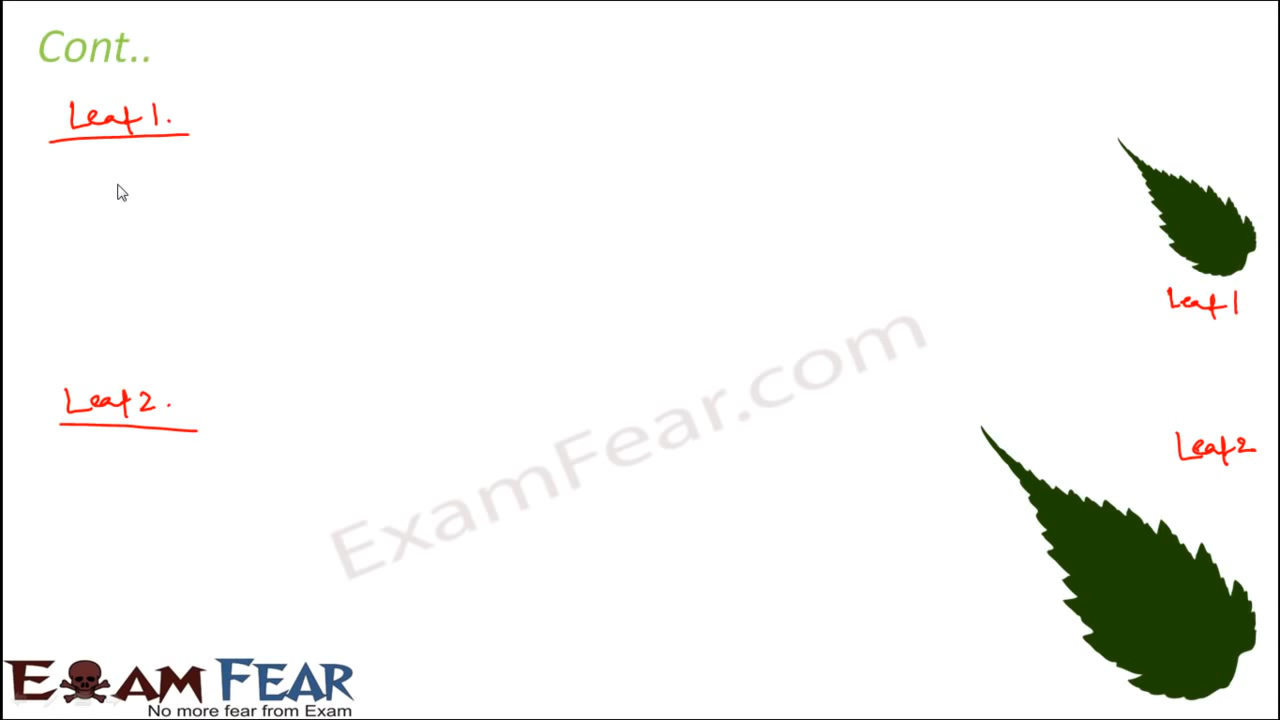 Cont..
Leaf 1.
Leaf 1
Leaf 2.
Leaf 2
ExamFear.com
EXAM FEAR
No more fear from Exam